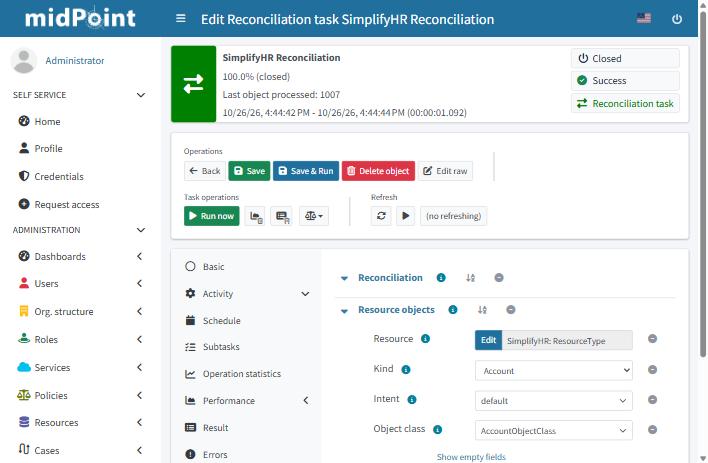 midPoint
Edit Reconciliation task SimplifyHR Reconciliation
Administrator
SELF SERVICE
Home
Profile
Credentials
Request access
ADMINISTRATION
Dashboards
Users
Org. structure
Roles
Services
Policies
Resources
Cases
SimplifyHR Reconciliation
100.0% (closed)
Last object processed: 1007
10/26/26, 4:44:42 PM - 10/26/26, 4:44:44 PM (00:00:01.092)
Closed
Success
Reconciliation task
Operations
Back Save Save & Run Delete object Edit raw
Task operations
Refresh
Run now
(no refreshing)
Basic
Activity
Schedule
Subtasks
Operation statistics
Performance
Result
Errors
Reconciliation
Resource objects
Resource Edit SimplifyHR: ResourceType
Kind Account
Intent default
Object class AccountObjectClass
Show empty fields